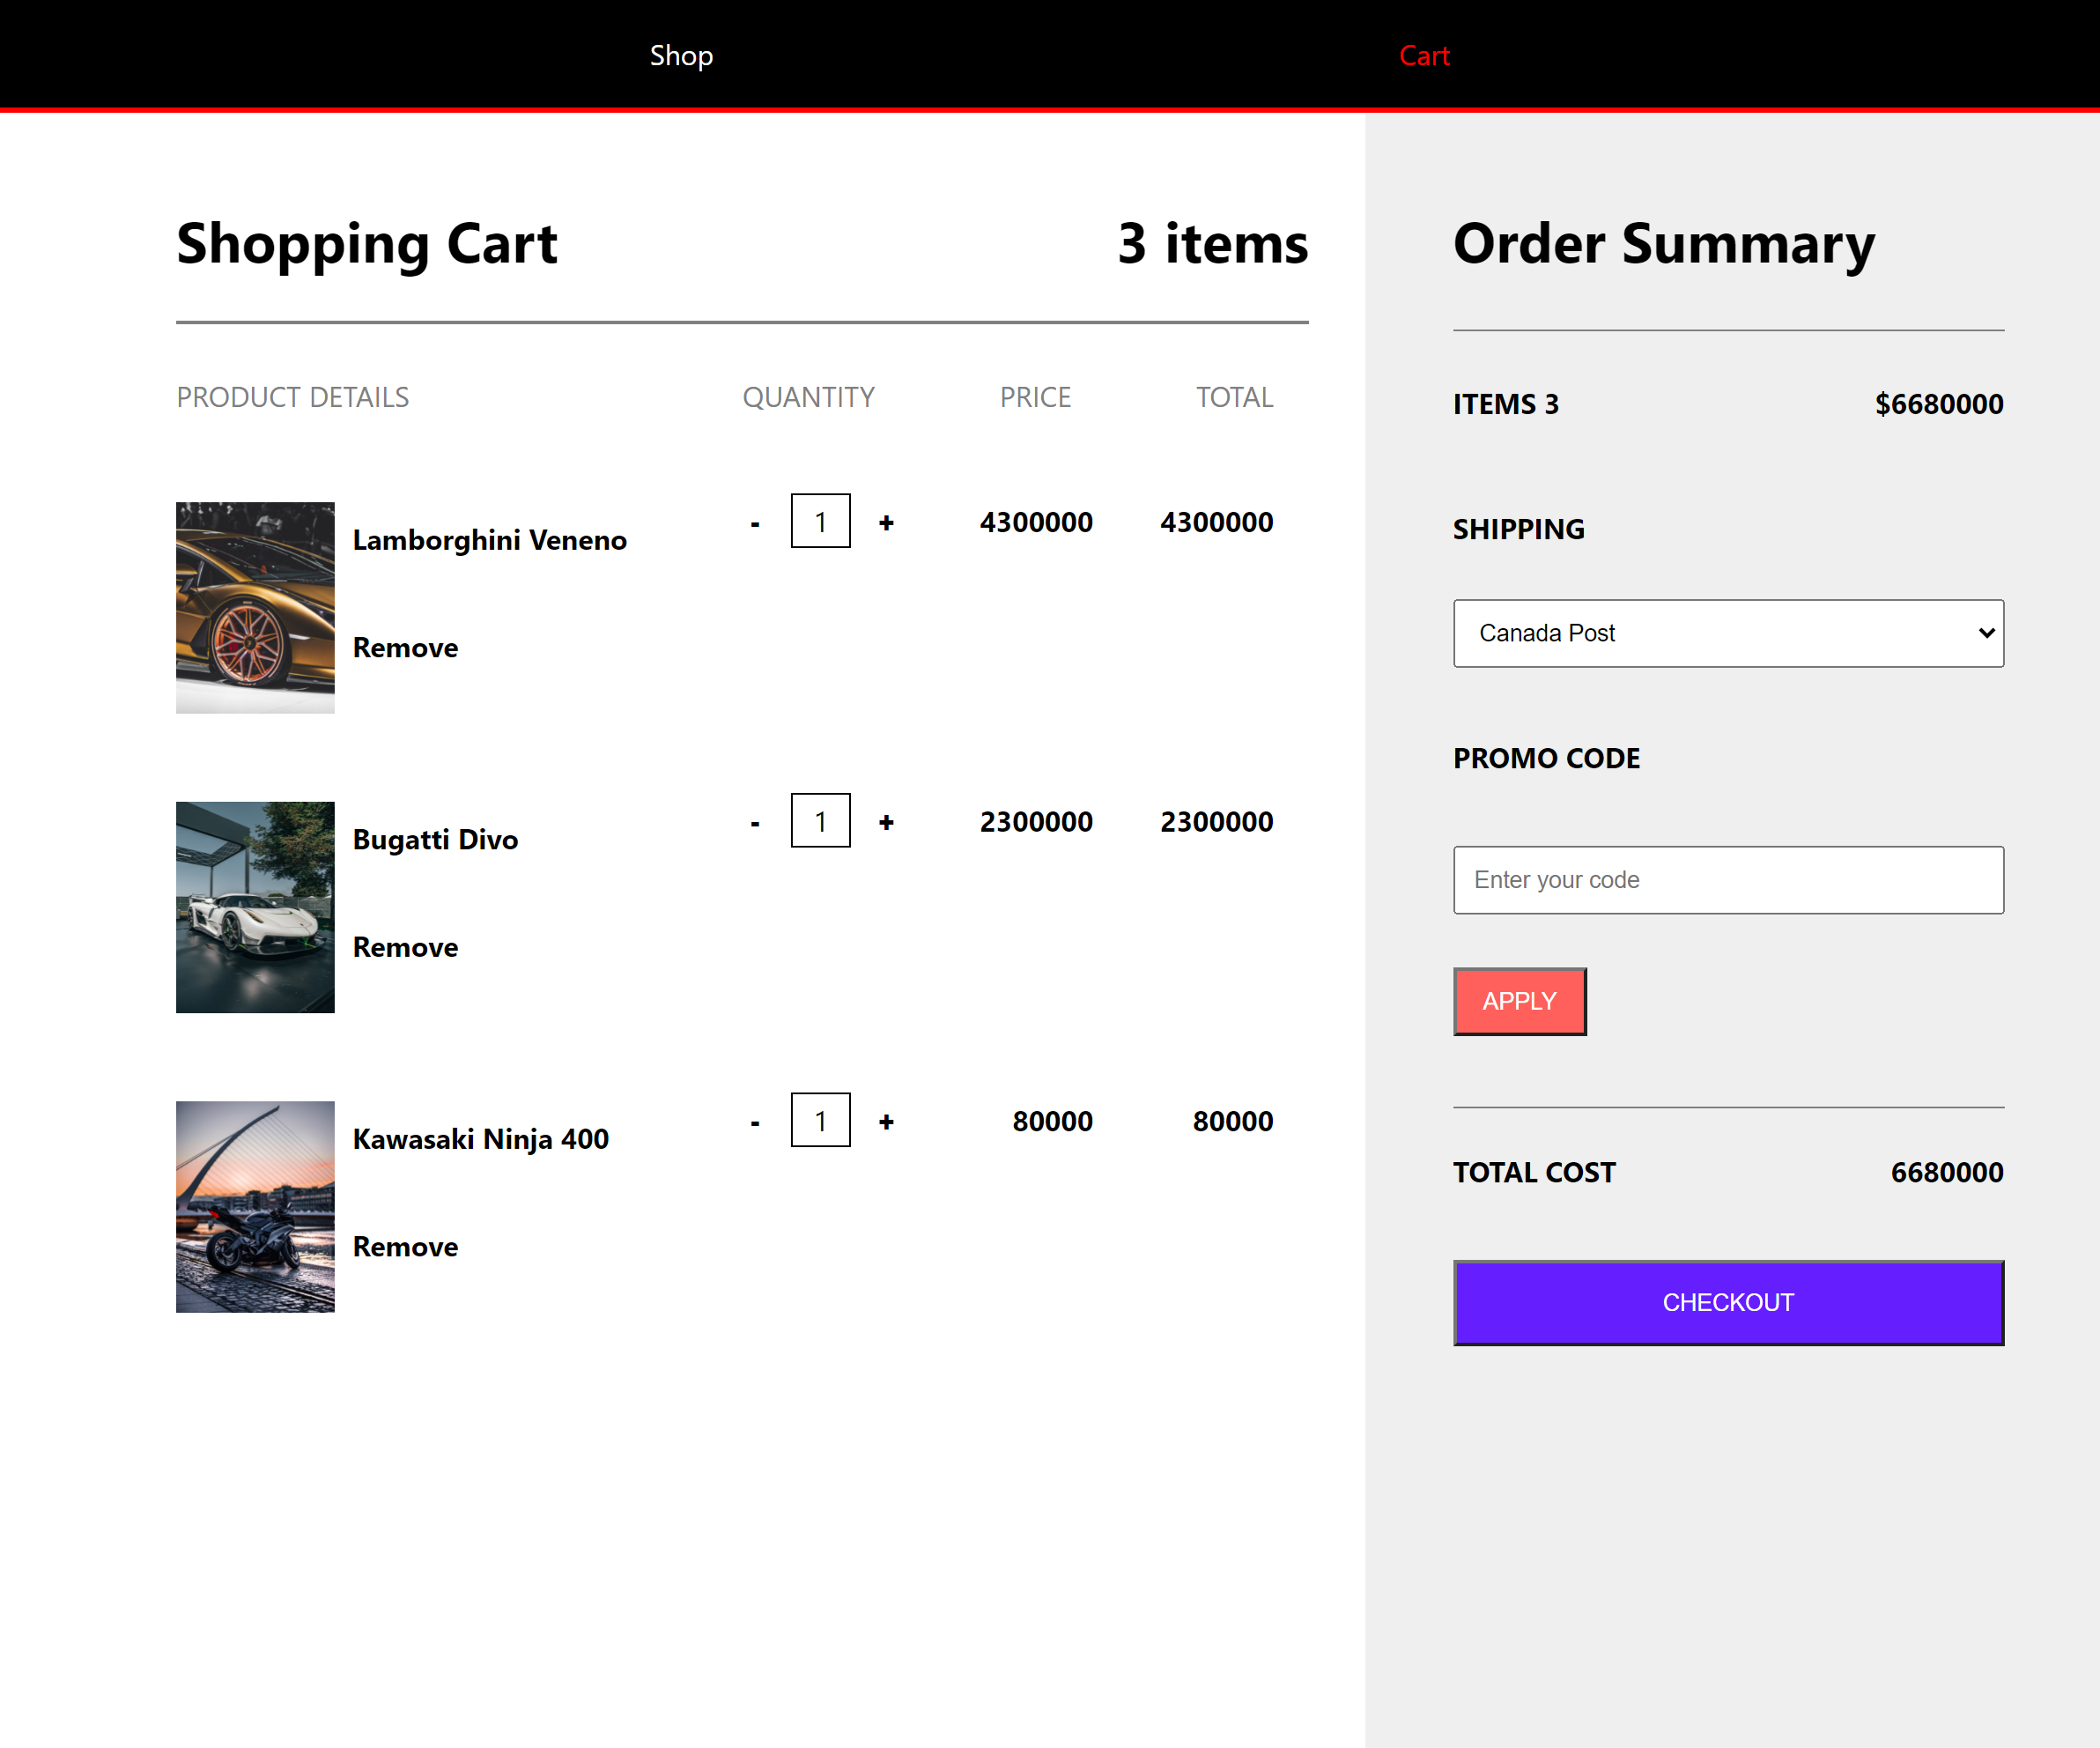 Shop
Cart
Shopping Cart
3 items
PRODUCT DETAILS
QUANTITY
PRICE
TOTAL
Lamborghini Veneno
- 1 +
4300000
4300000
Remove
Bugatti Divo
- 1 +
2300000
2300000
Remove
Kawasaki Ninja 400
- 1 +
80000
80000
Remove
Order Summary
ITEMS 3
$6680000
SHIPPING
Canada Post
PROMO CODE
Enter your code
APPLY
TOTAL COST
6680000
CHECKOUT